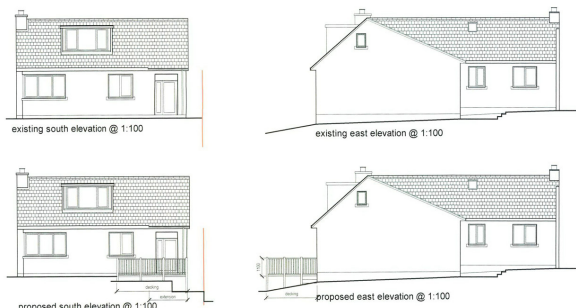 existing south elevation @ 1:100
existing east elevation @ 1:100
1100
decking
extension
proposed south elevation @ 1:100
decking
proposed east elevation @ 1:100